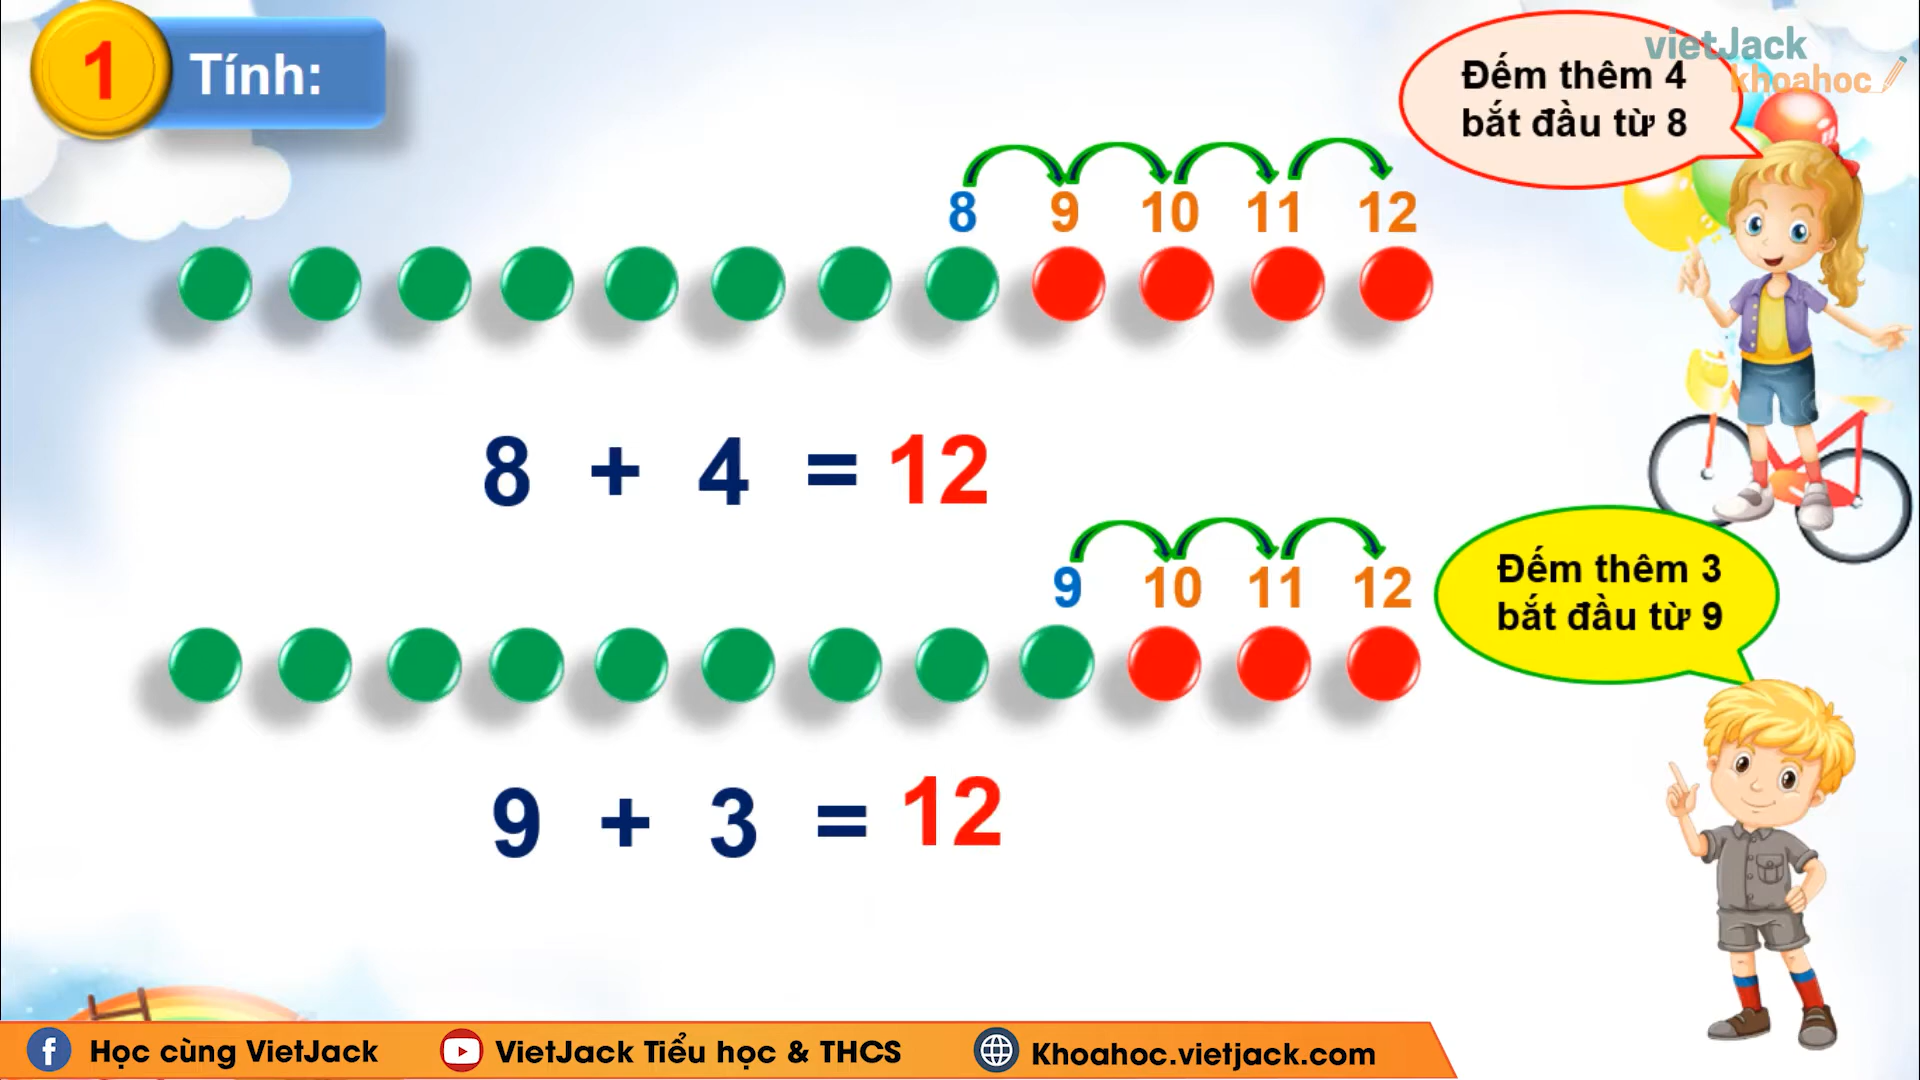 1
Tính:
vietJack
khoahoc
Đếm thêm 4
bắt đầu từ 8
8 9 10 11 12
8 + 4 = 12
9 10 11 12
Đếm thêm 3
bắt đầu từ 9
9 + 3 = 12
Học cùng VietJack
VietJack Tiểu học & THCS
Khoahoc.vietjack.com